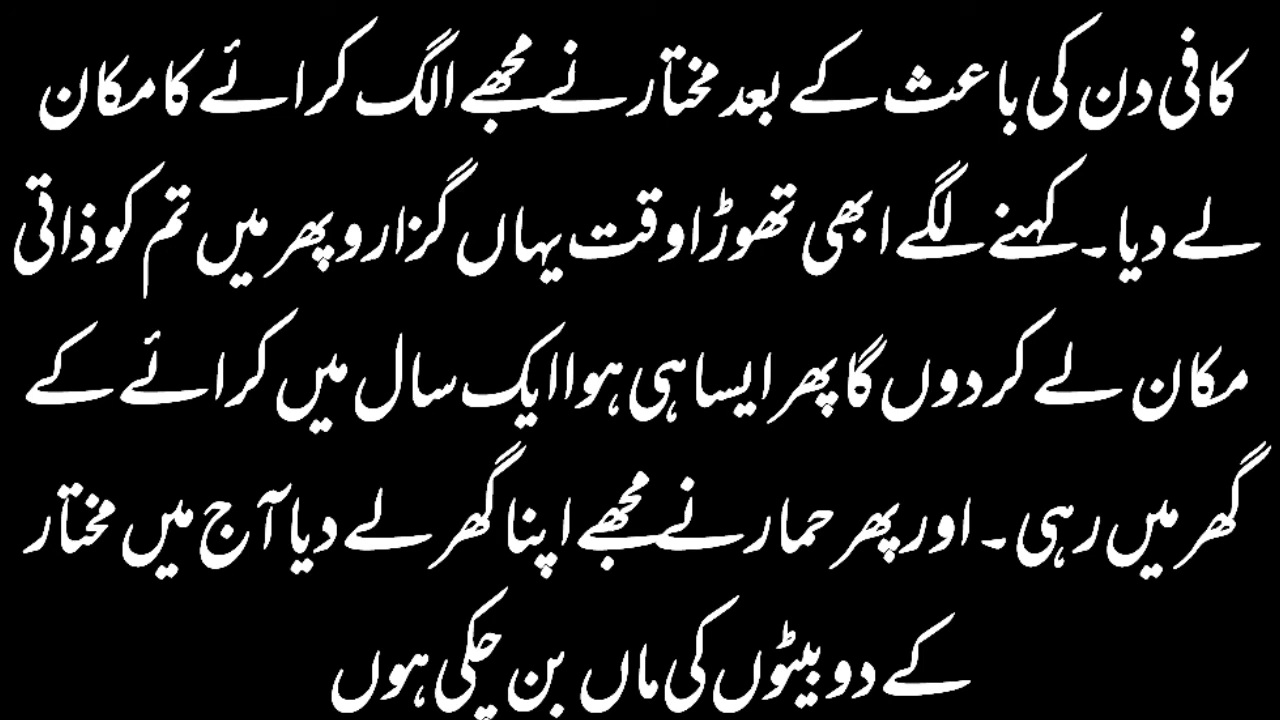 کافی دن کی باعث کے بعد مختار نے مجھے الگ کرائے کا مکان
لے دیا۔ کہنے لگے ابھی تھوڑا وقت یہاں گزارو پھر میں تم کو ذاتی
مکان لے کر دوں گا پھر ایسا ہی ہوا ایک سال میں کرائے کے
گھر میں رہی۔ اور پھر حمار نے مجھے اپنا گھر لے دیا آج میں مختار
کے دو بیٹوں کی ماں بن چکی ہوں